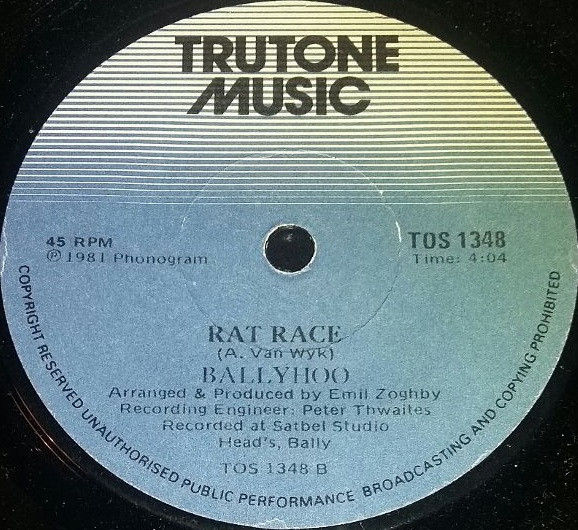 TRUTONE
MUSIC
45 RPM
℗ 1981 Phonogram
TOS 1348
Time: 4:04
RAT RACE
(A. Van Wyk)
BALLYHOO
Arranged & Produced by Emil Zoghby
Recording Engineer: Peter Thwaites
Recorded at Satbel Studio
Head's, Bally
TOS 1348 B
COPYRIGHT RESERVED UNAUTHORISED PUBLIC PERFORMANCE BROADCASTING AND COPYING PROHIBITED